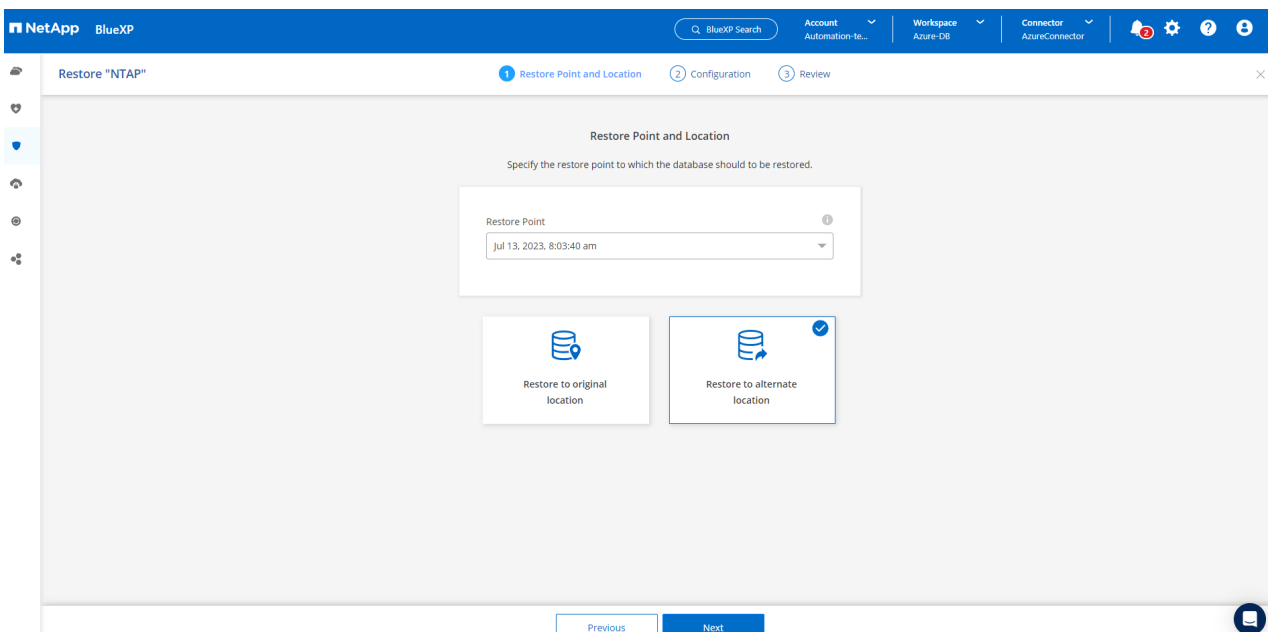 NetApp BlueXP
BlueXP Search
Account
Automation-te...
Workspace
Azure-DB
Connector
AzureConnector
2
Restore "NTAP"
1 Restore Point and Location
2 Configuration
3 Review
Restore Point and Location
Specify the restore point to which the database should to be restored.
Restore Point
Jul 13, 2023, 8:03:40 am
Restore to original
location
Restore to alternate
location
Previous
Next